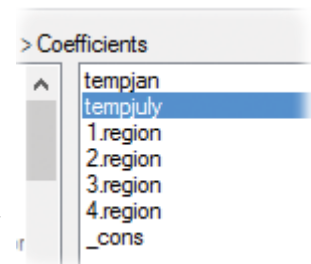 > Coefficients
tempjan
tempjuly
1.region
2.region
3.region
4.region
_cons